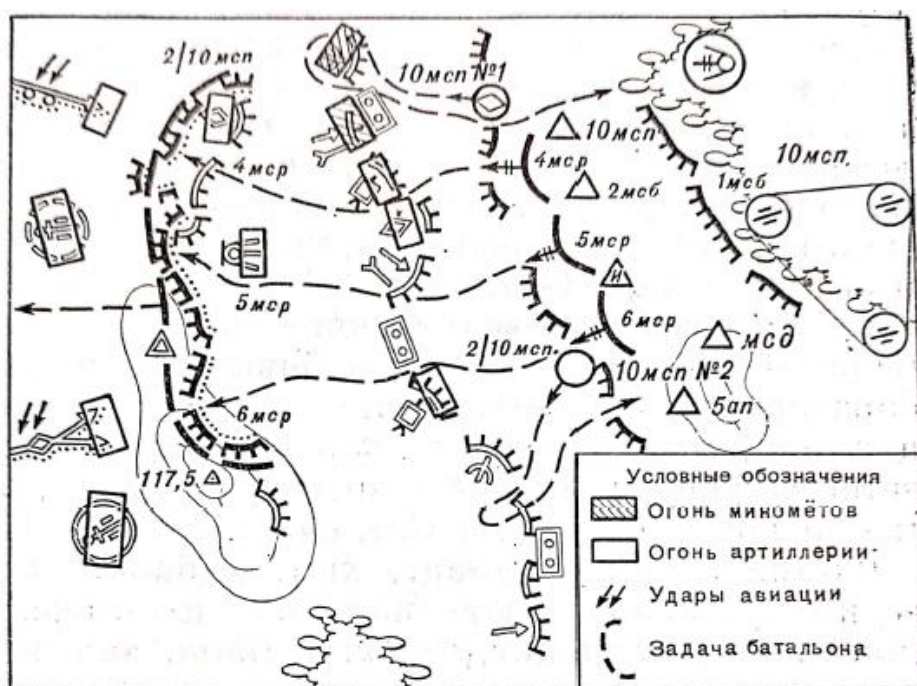 2/10 мсп
10 мсп №1
10 мсп
10 мсп.
4 мср
4 мср
1 мсб
2 мсб
5 мср
Н
5 мср
6 мср
2/10 мсп.
мсд
10 мсп №2
6 мср
5ап
117,5
Условные обозначения
Огонь миномётов
Огонь артиллерии
Удары авиации
Задача батальона